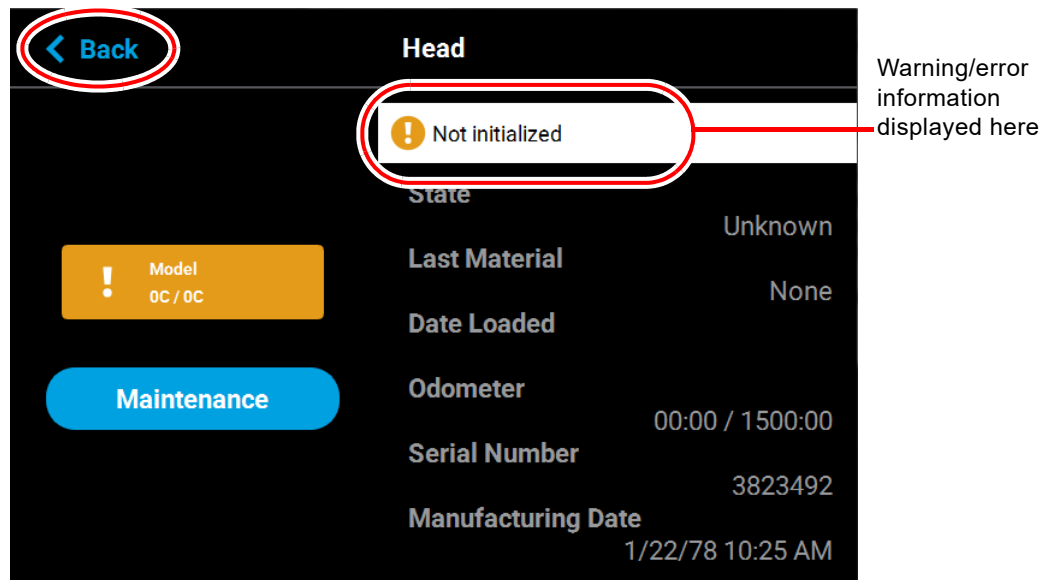 Back
Head
Warning/error
information
displayed here
! Not initialized
State
Unknown
! Model
0C / 0C
Last Material
None
Date Loaded
Maintenance
Odometer
00:00 / 1500:00
Serial Number
3823492
Manufacturing Date
1/22/78 10:25 AM